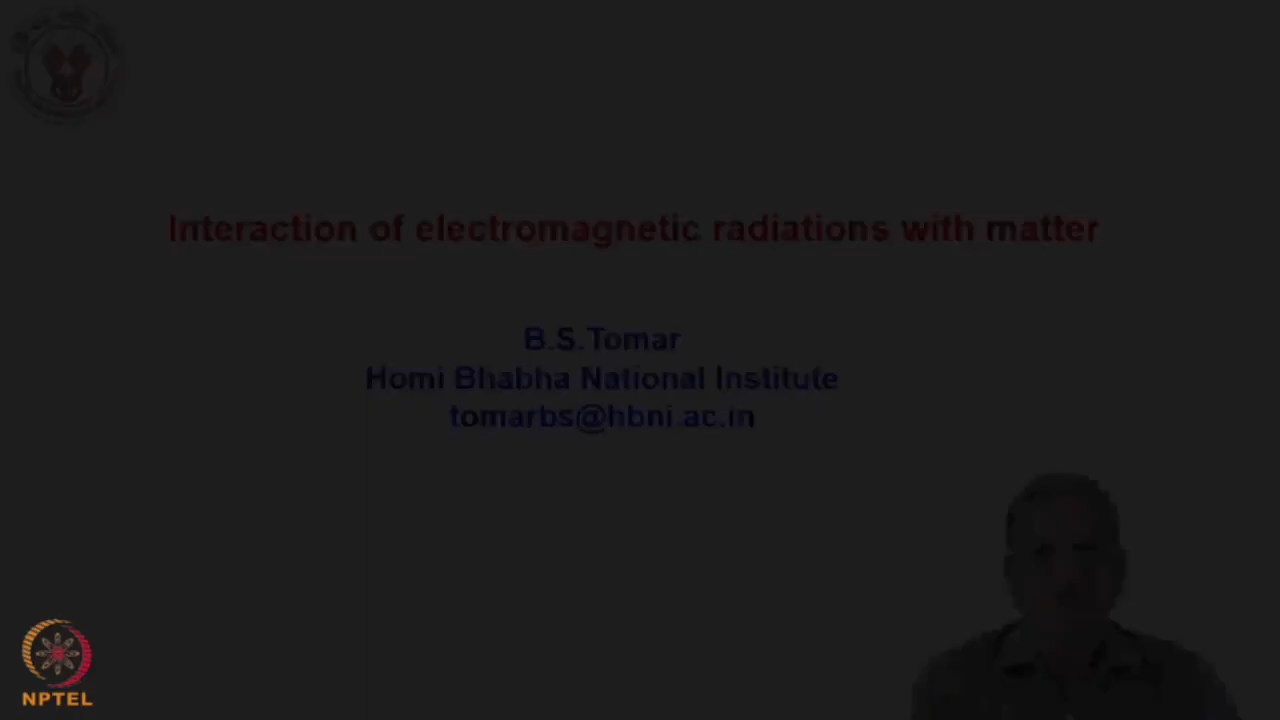 Interaction of electromagnetic radiations with matter
B.S.Tomar
Homi Bhabha National Institute
tomarbs@hbni.ac.in
NPTEL